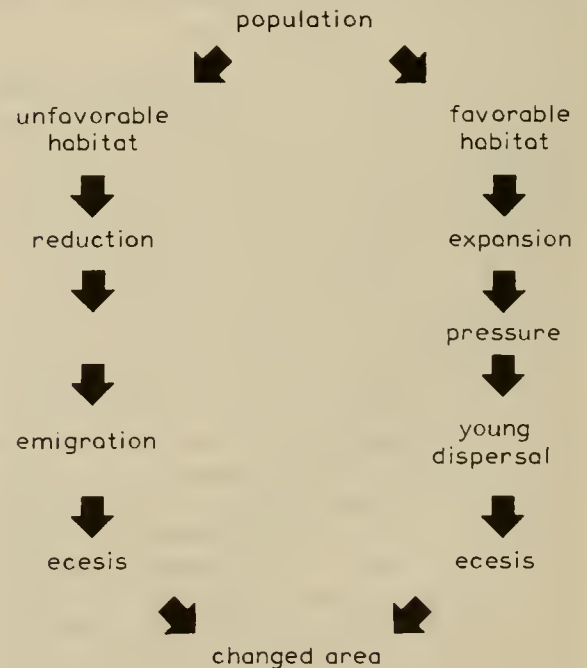 population
unfavorable
habitat
reduction
emigration
ecesis
favorable
habitat
expansion
pressure
young
dispersal
ecesis
changed area